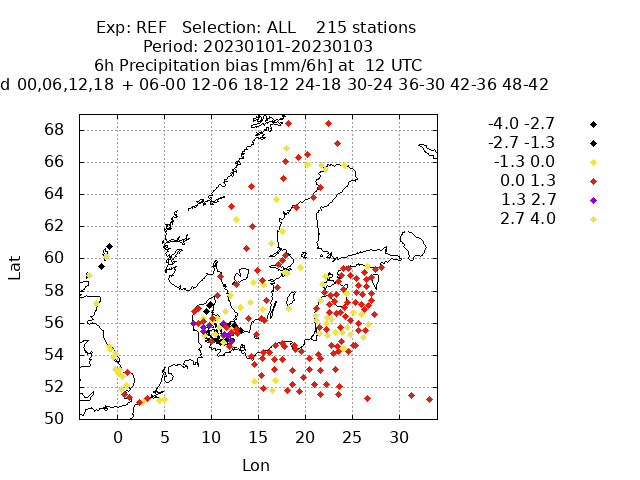 Exp: REF Selection: ALL 215 stations
Period: 20230101-20230103
6h Precipitation bias [mm/6h] at 12 UTC
d 00,06,12,18 + 06-00 12-06 18-12 24-18 30-24 36-30 42-36 48-42
-4.0 -2.7
-2.7 -1.3
-1.3 0.0
0.0 1.3
1.3 2.7
2.7 4.0
68
66
64
62
60
58
56
54
52
50
Lat
0 5 10 15 20 25 30
Lon